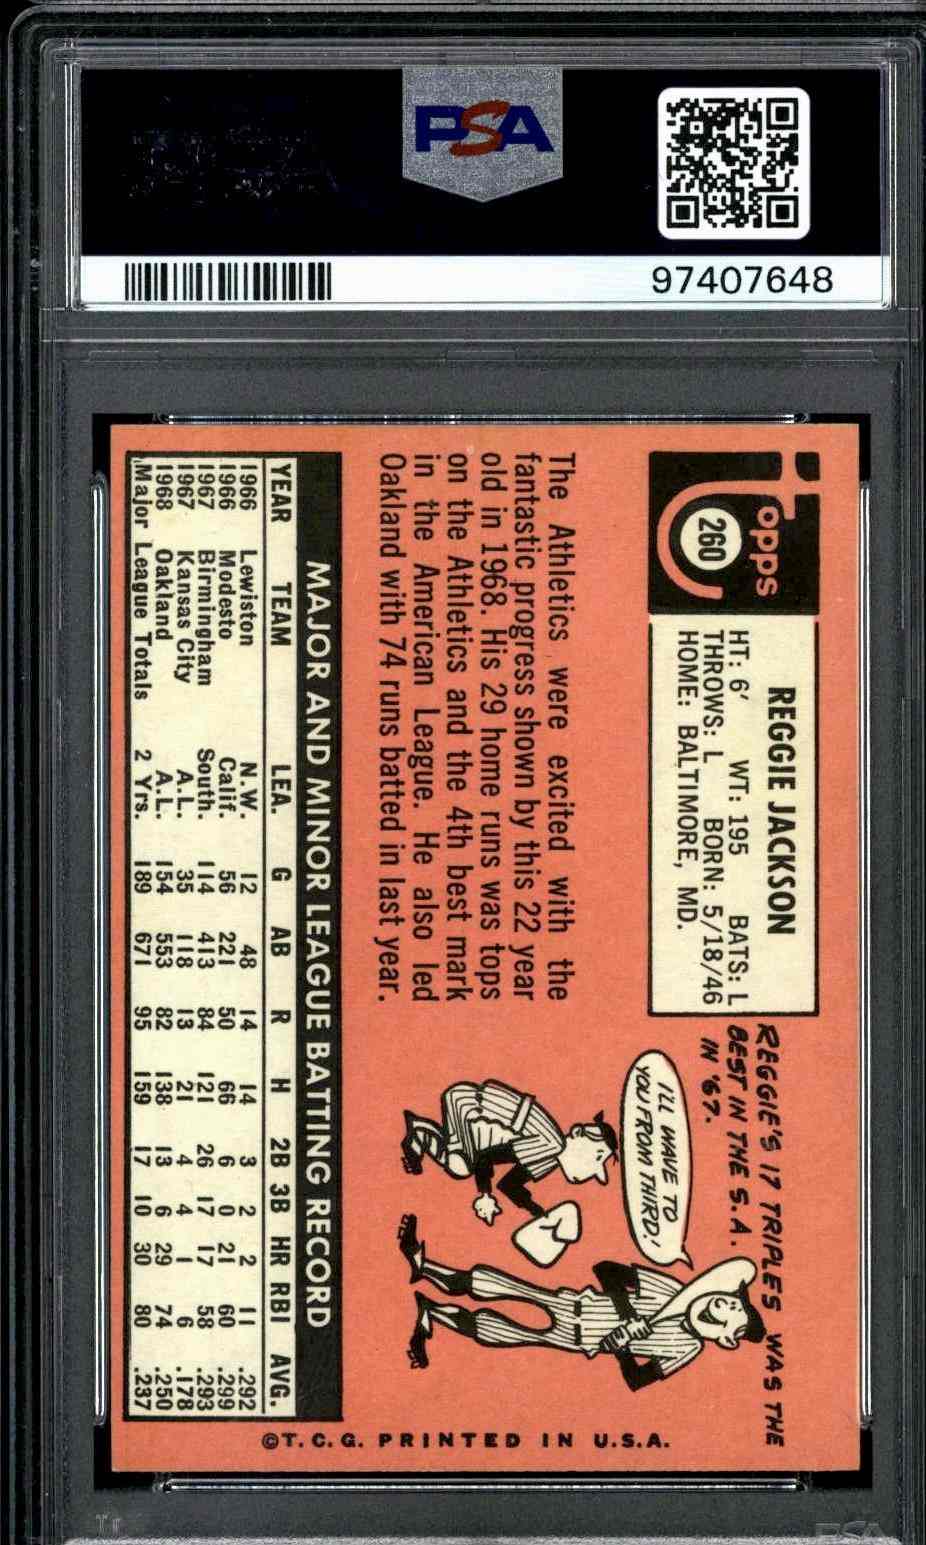 PSA
97407648
Topps
260
REGGIE JACKSON
HT: 6' WT: 195 BATS: L
THROWS: L BORN: 5/18/46
HOME: BALTIMORE, MD.
REGGIE'S 17 TRIPLES WAS THE
BEST IN THE S.A.
IN '67.
I'LL WAVE TO
YOU FROM THIRD!
The Athletics were excited with the
fantastic progress shown by this 22 year
old in 1968. His 29 home runs was tops
on the Athletics and the 4th best mark
in the American League. He also led
Oakland with 74 runs batted in last year.
MAJOR AND MINOR LEAGUE BATTING RECORD
YEAR TEAM LEA. G AB R H 2B 3B HR RBI AVG.
1966 Lewiston N.W. 12 48 14 14 3 2 2 11 .292
1966 Modesto Calif. 56 221 50 66 6 0 21 60 .299
1967 Birmingham South. 114 413 84 121 26 17 17 58 .293
1967 Kansas City A.L. 35 118 13 21 4 4 1 6 .178
1968 Oakland A.L. 154 553 82 138 13 6 29 74 .250
Major League Totals 2 Yrs. 189 671 95 159 17 10 30 80 .237
©T.C.G. PRINTED IN U.S.A.
PSA